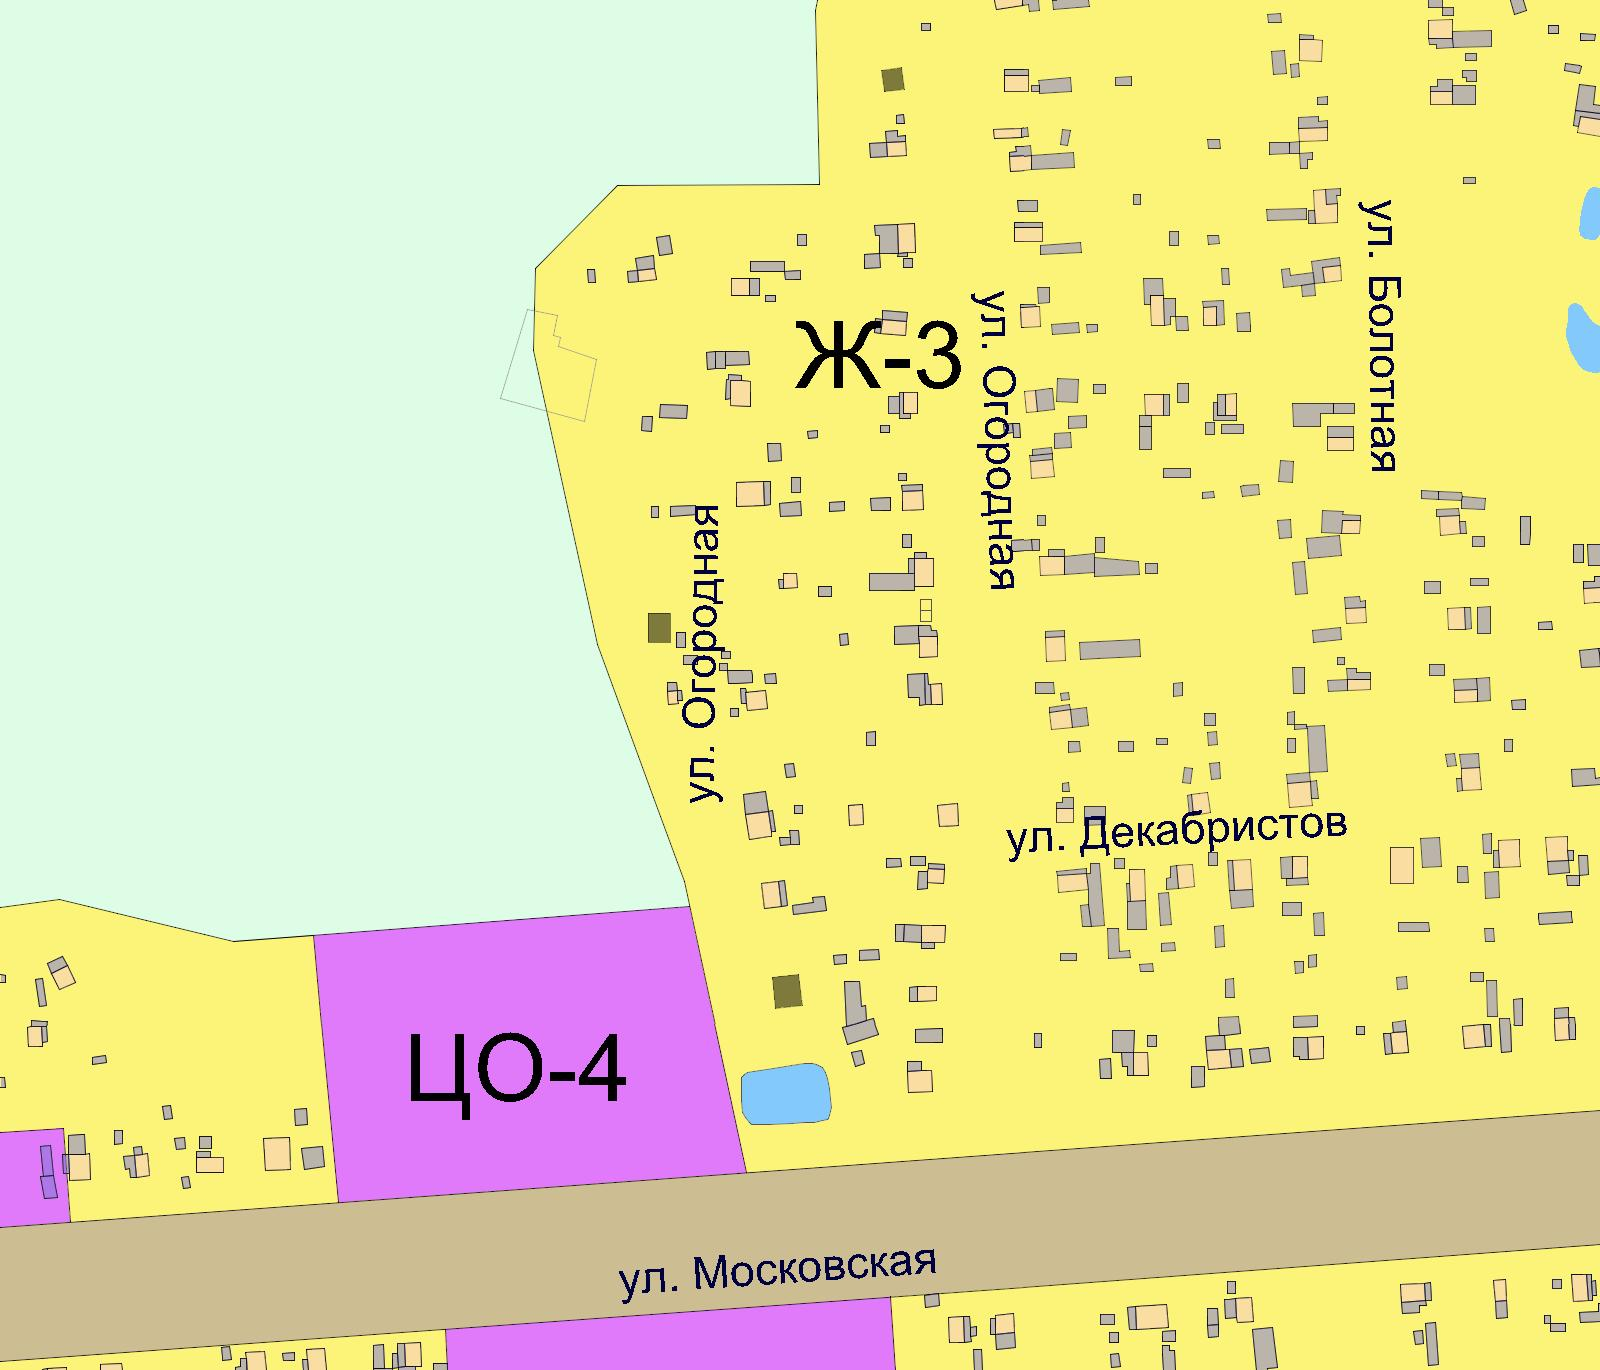 ул. Болотная
ул. Огородная
Ж-3
ул. Огородная
ул. Декабристов
ЦО-4
ул. Московская